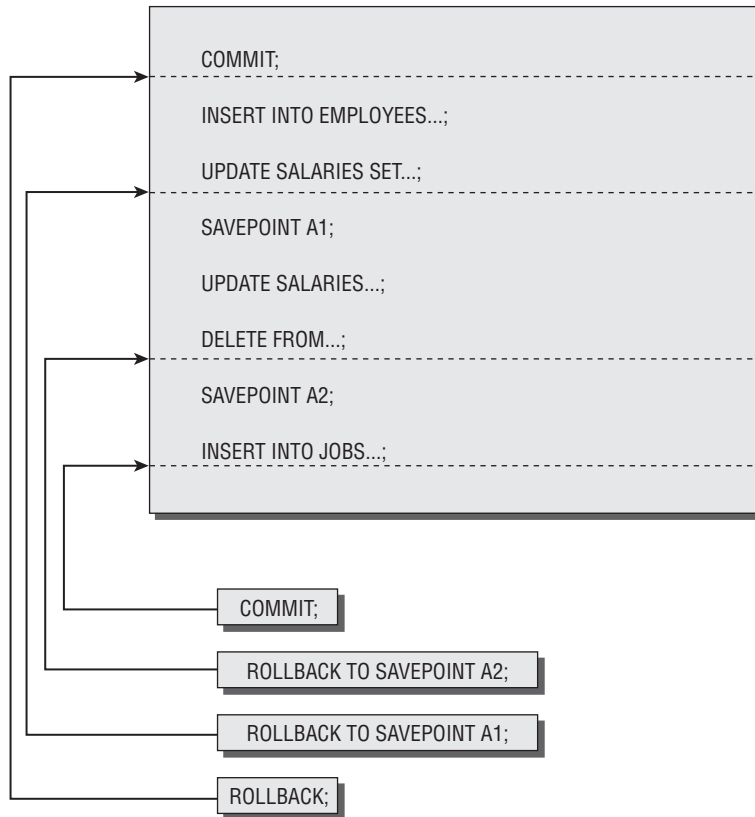 COMMIT;
INSERT INTO EMPLOYEES...;
UPDATE SALARIES SET...;
SAVEPOINT A1;
UPDATE SALARIES...;
DELETE FROM...;
SAVEPOINT A2;
INSERT INTO JOBS...;
COMMIT;
ROLLBACK TO SAVEPOINT A2;
ROLLBACK TO SAVEPOINT A1;
ROLLBACK;